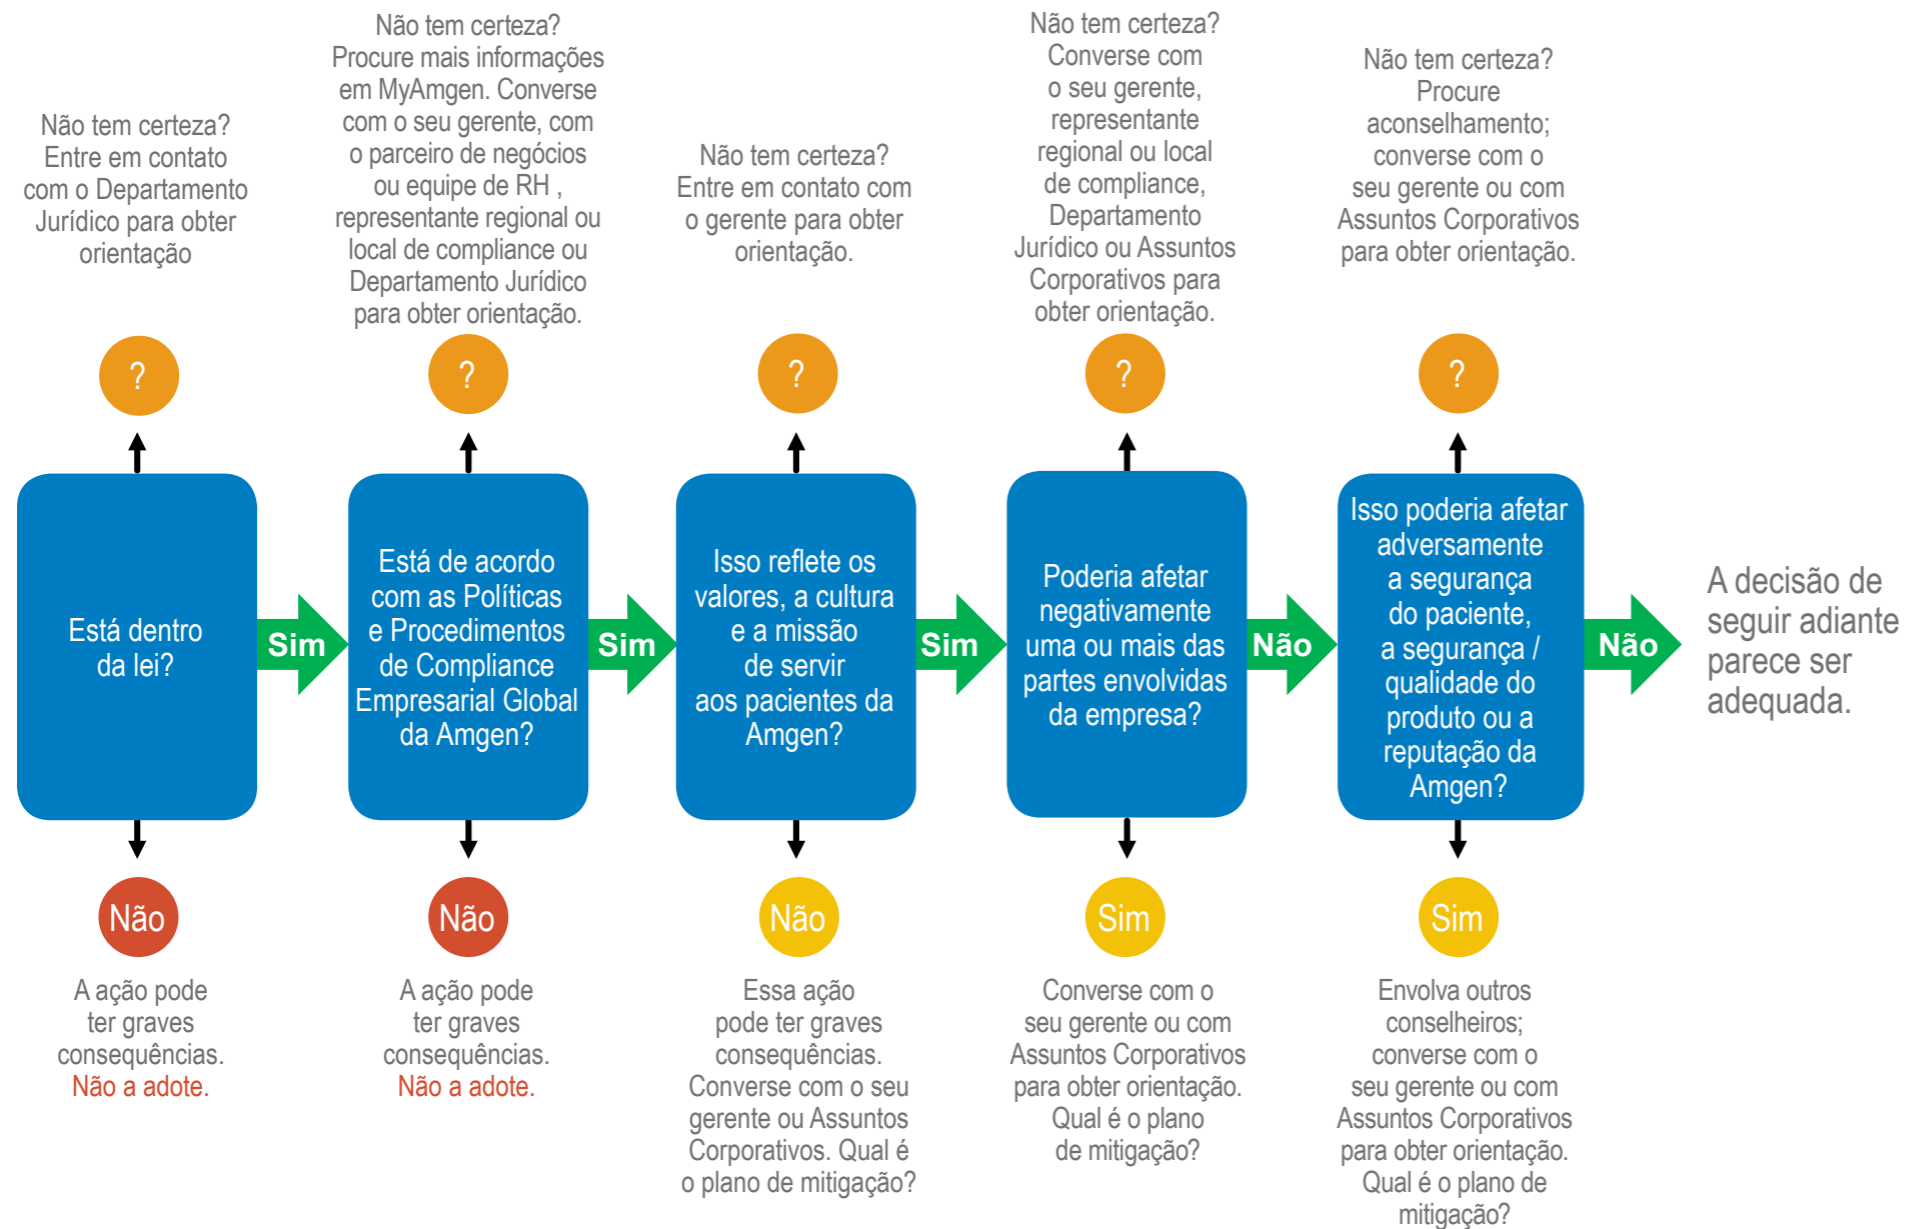 Não tem certeza?
Entre em contato
com o Departamento
Jurídico para obter
orientação
Não tem certeza?
Procure mais informações
em MyAmgen. Converse
com o seu gerente, com
o parceiro de negócios
ou equipe de RH ,
representante regional ou
local de compliance ou
Departamento Jurídico
para obter orientação.
Não tem certeza?
Entre em contato com
o gerente para obter
orientação.
Não tem certeza?
Converse com
o seu gerente,
representante
regional ou local
de compliance,
Departamento
Jurídico ou Assuntos
Corporativos para
obter orientação.
Não tem certeza?
Procure
aconselhamento;
converse com o
seu gerente ou com
Assuntos Corporativos
para obter orientação.
?
?
?
?
?
Está dentro
da lei?
Sim
Está de acordo
com as Políticas
e Procedimentos
de Compliance
Empresarial Global
da Amgen?
Sim
Isso reflete os
valores, a cultura
e a missão
de servir
aos pacientes da
Amgen?
Sim
Poderia afetar
negativamente
uma ou mais das
partes envolvidas
da empresa?
Não
Isso poderia afetar
adversamente
a segurança
do paciente,
a segurança /
qualidade do
produto ou a
reputação da
Amgen?
Não
A decisão de
seguir adiante
parece ser
adequada.
Não
Não
Não
Sim
Sim
A ação pode
ter graves
consequências.
Não a adote.
A ação pode
ter graves
consequências.
Não a adote.
Essa ação
pode ter graves
consequências.
Converse com o seu
gerente ou Assuntos
Corporativos. Qual é
o plano de mitigação?
Converse com o
seu gerente ou com
Assuntos Corporativos
para obter orientação.
Qual é o plano
de mitigação?
Envolva outros
conselheiros;
converse com o
seu gerente ou com
Assuntos Corporativos
para obter orientação.
Qual é o plano de
mitigação?